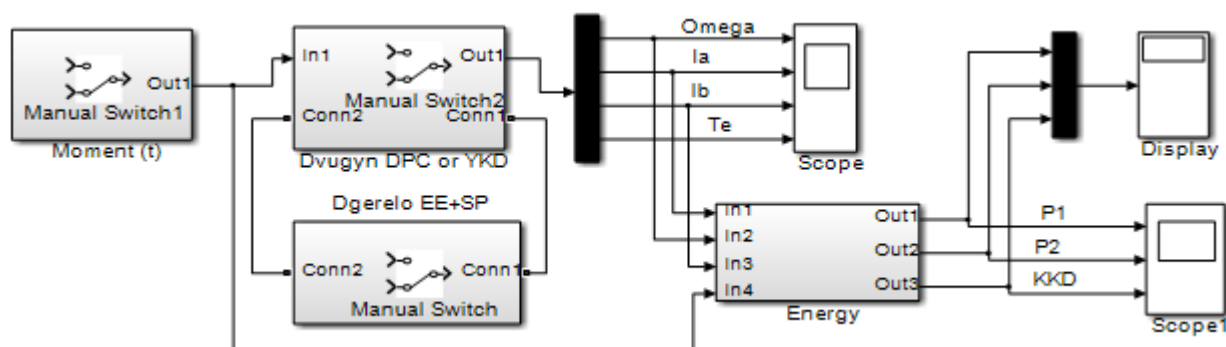 Out1
Manual Switch1
Moment (t)
In1
Out1
Manual Switch2
Conn2
Conn1
Dvugyn DPC or YKD
Dgerelo EE+SP
Conn2
Conn1
Manual Switch
Omega
Ia
Ib
Te
Scope
In1
In2
In3
In4
Out1
Out2
Out3
Energy
Display
P1
P2
KKD
Scope1